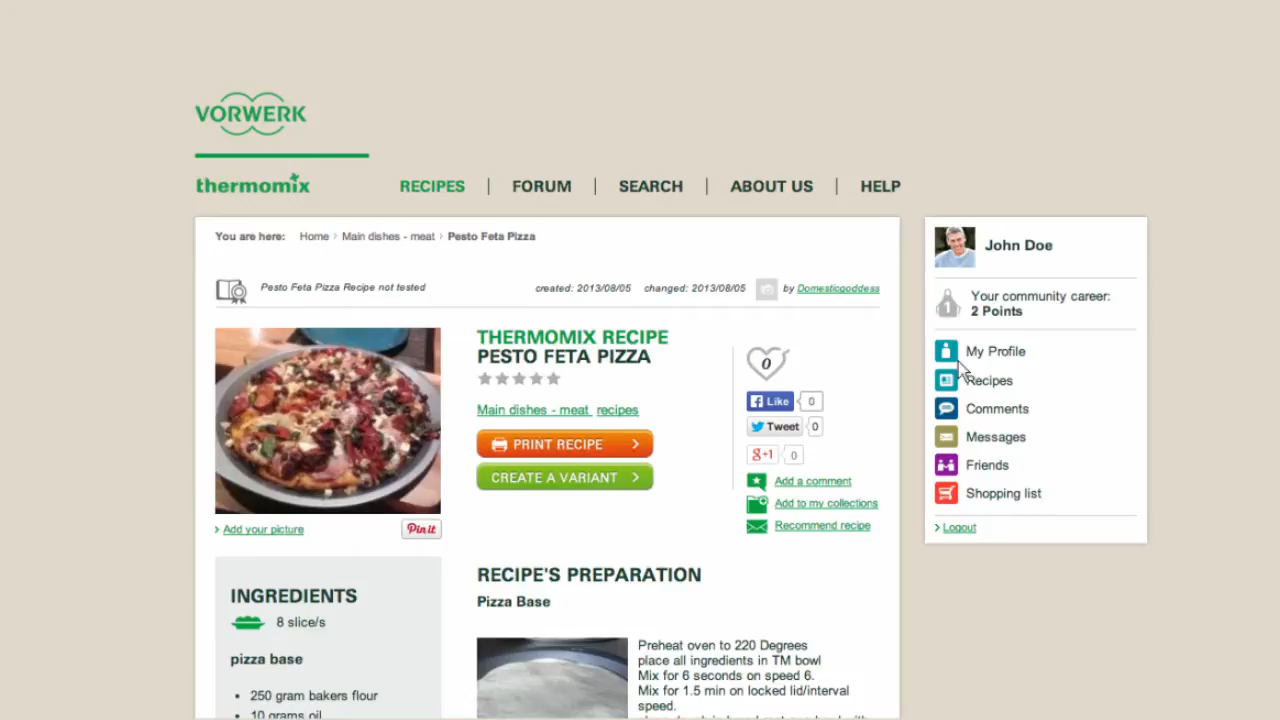 VORWERK
thermomix
RECIPES | FORUM | SEARCH | ABOUT US | HELP
You are here: Home › Main dishes - meat › Pesto Feta Pizza
Pesto Feta Pizza Recipe not tested
created: 2013/08/05 changed: 2013/08/05 by Domesticgoddess
THERMOMIX RECIPE
PESTO FETA PIZZA
Main dishes - meat recipes
PRINT RECIPE
CREATE A VARIANT
0
Like 0
Tweet 0
g+1 0
Add a comment
Add to my collections
Recommend recipe
› Add your picture
Pin it
INGREDIENTS
8 slice/s
pizza base
• 250 gram bakers flour
• 10 grams oil
RECIPE'S PREPARATION
Pizza Base
Preheat oven to 220 Degrees
place all ingredients in TM bowl
Mix for 6 seconds on speed 6.
Mix for 1.5 min on locked lid/interval
speed.
John Doe
1
Your community career:
2 Points
My Profile
Recipes
Comments
Messages
Friends
Shopping list
› Logout